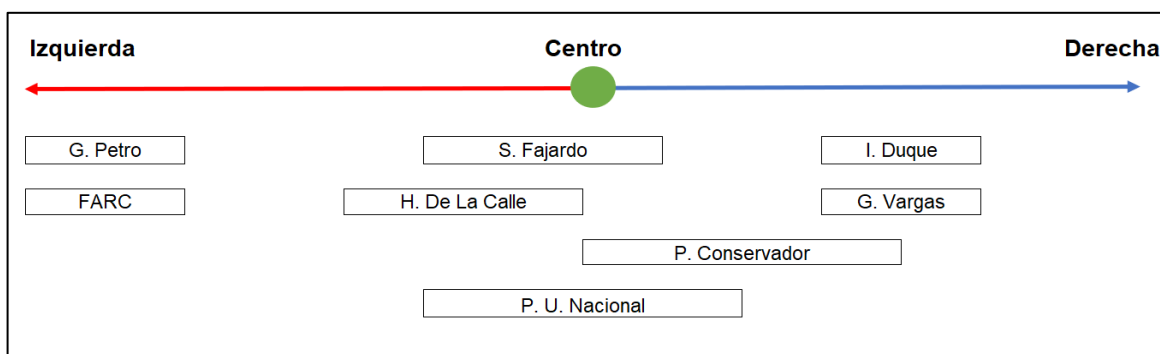 Izquierda Centro Derecha
G. Petro S. Fajardo I. Duque
FARC H. De La Calle G. Vargas
P. Conservador
P. U. Nacional